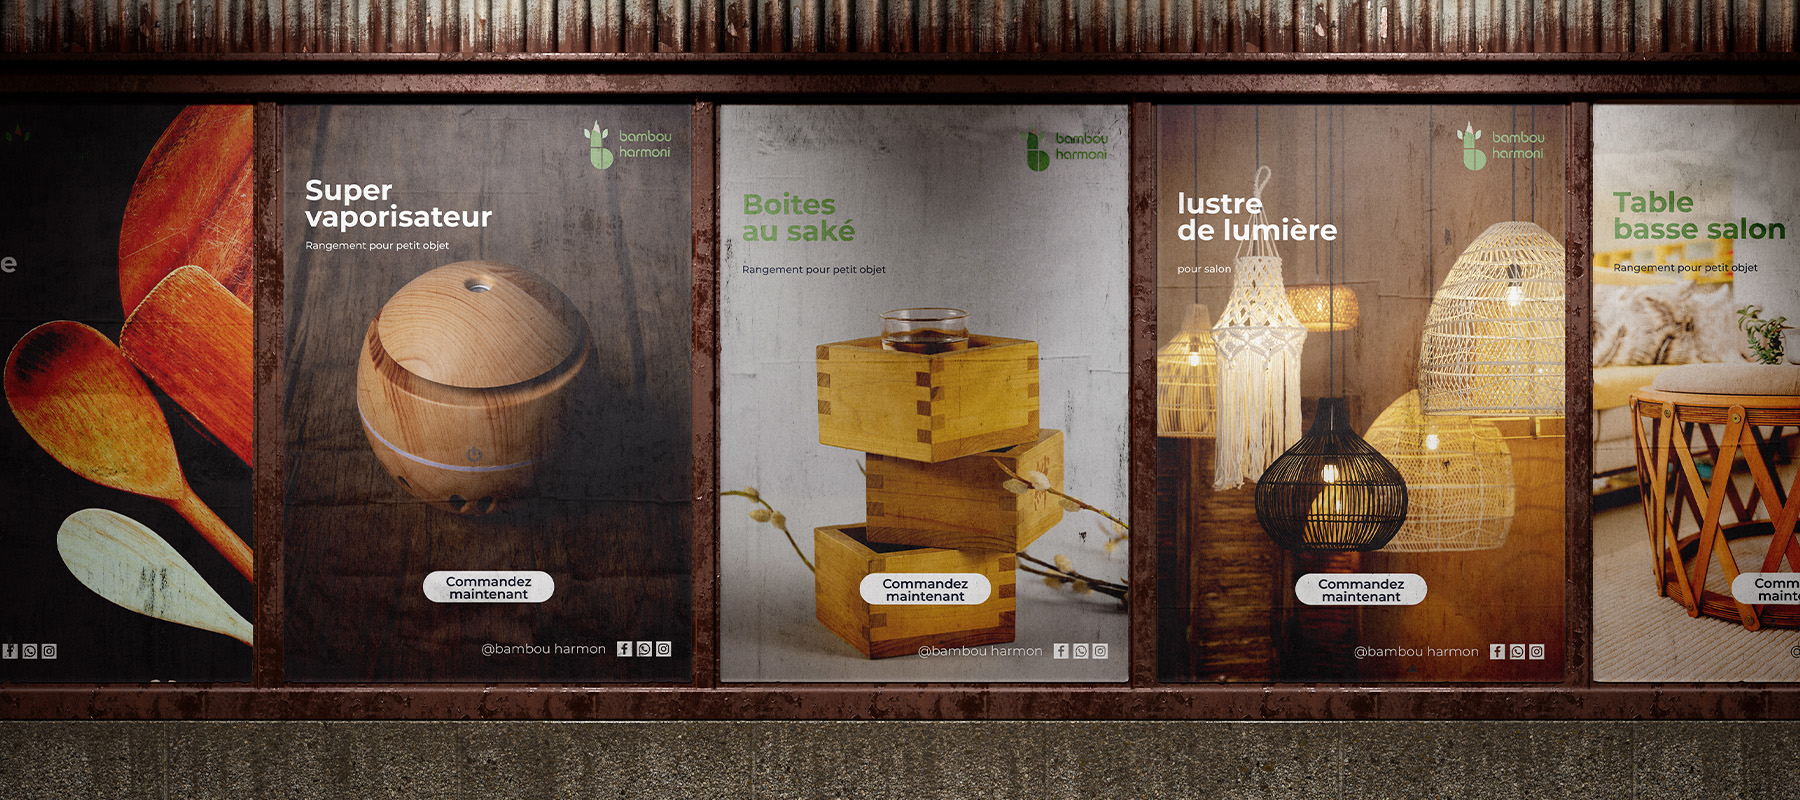 e
bambou
harmoni
Super
vaporisateur
Rangement pour petit objet
Commandez
maintenant
@bambou harmon
bambou
harmoni
Boites
au saké
Rangement pour petit objet
Commandez
maintenant
@bambou harmon
bambou
harmoni
lustre
de lumière
pour salon
Commandez
maintenant
@bambou harmon
Table
basse salon
Rangement pour petit objet
Comm
mainte
@